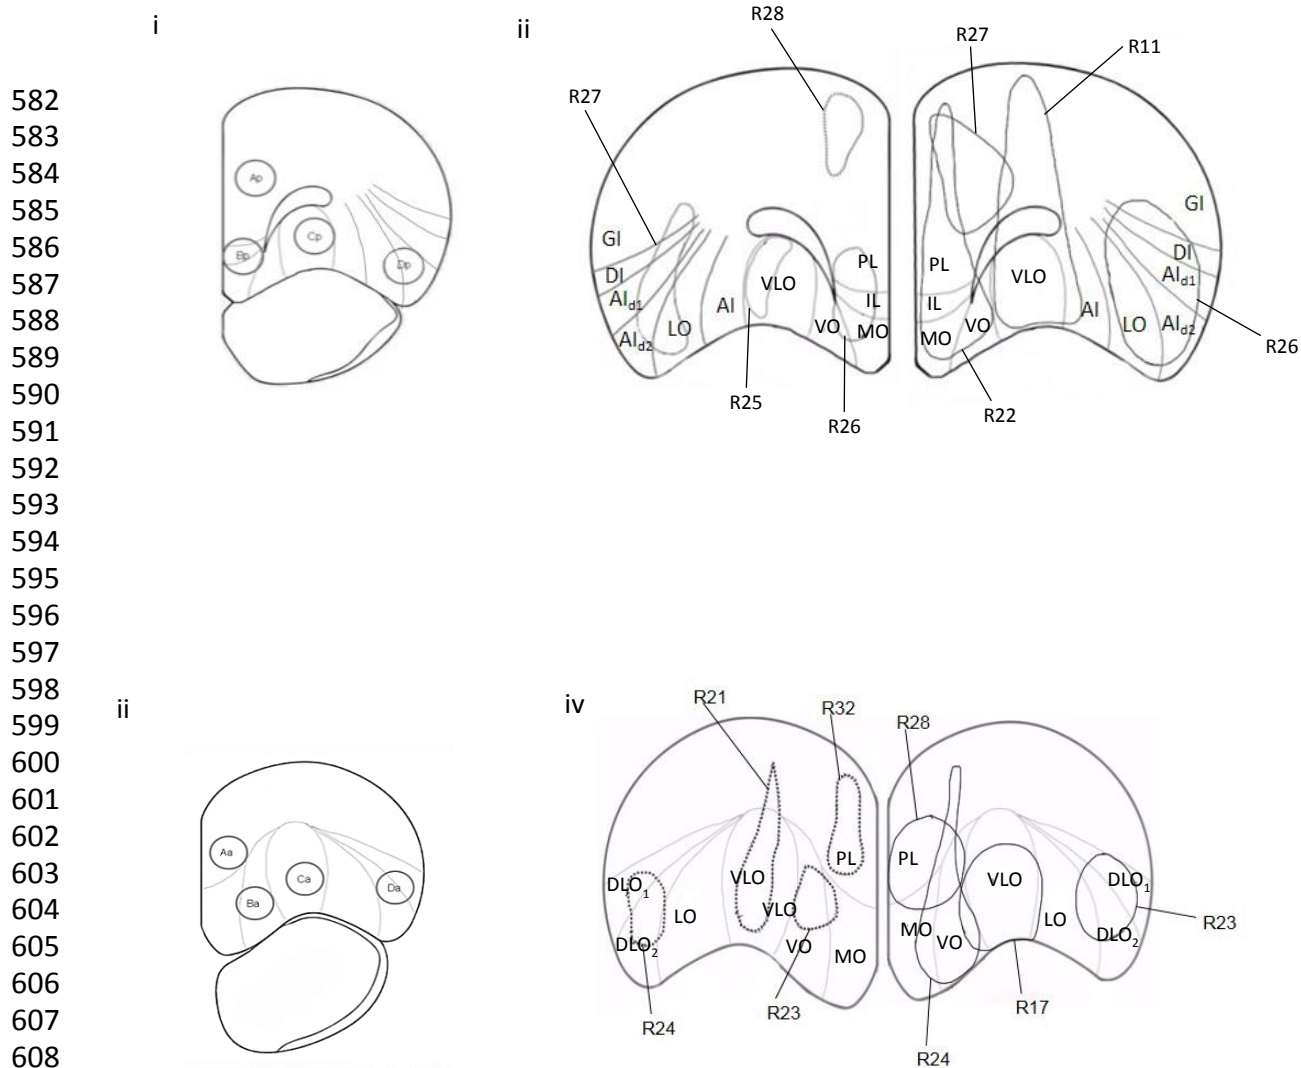 i
ii
R28
R27
R11
582
R27
583
584
Ap
585
GI
GI
586
Bp
Cp
Dp
DI
PL
PL
DI
587
AId1
VLO
IL
VLO
AId1
588
AI
IL
AI
LO
VO
MO
MO
VO
LO
AId2
AId2
589
R26
590
R25
R22
591
R26
592
593
594
595
596
597
598
ii
iv
R21
R32
R28
599
600
601
602
Aa
PL
PL
603
Ca
Da
DLO1
VLO
VLO
DLO1
604
Ba
LO
VLO
LO
R23
605
DLO2
VO
MO
MO
VO
DLO2
606
R23
R17
607
R24
R24
608